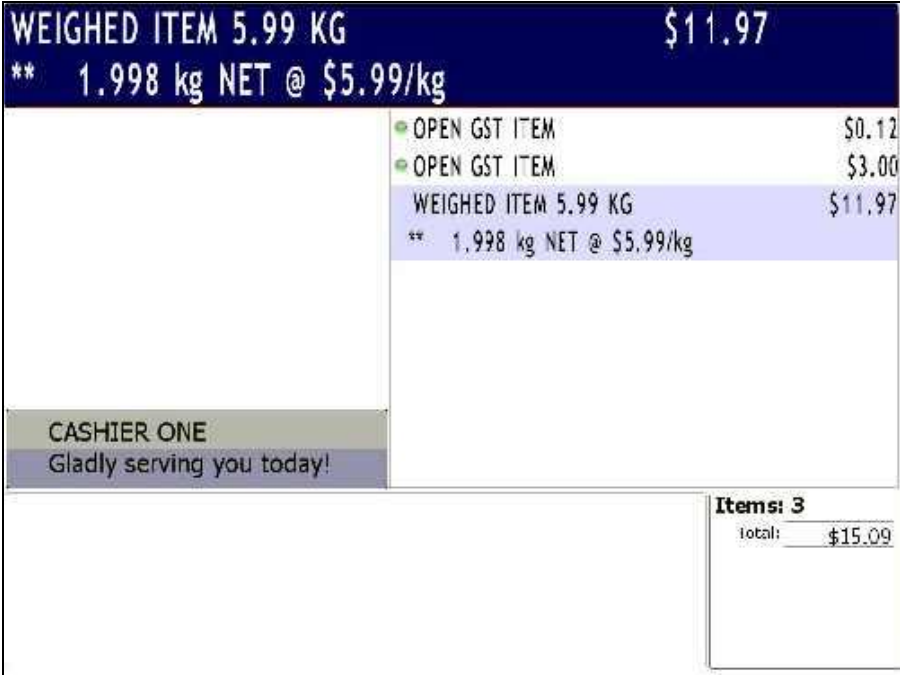 WEIGHED ITEM 5.99 KG $11.97
** 1.998 kg NET @ $5.99/kg
OPEN GST ITEM $0.12
OPEN GST ITEM $3.00
WEIGHED ITEM 5.99 KG $11.97
** 1.998 kg NET @ $5.99/kg
CASHIER ONE
Gladly serving you today!
Items: 3
Total: $15.09